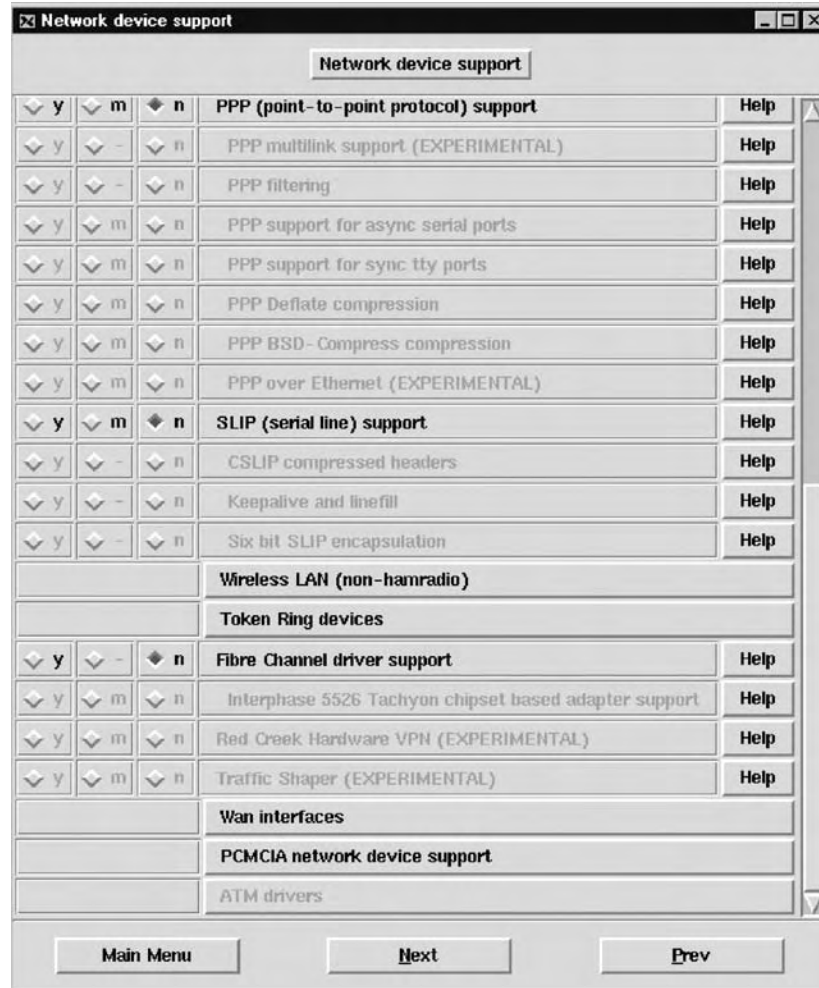 Network device support
Network device support
y m n PPP (point-to-point protocol) support Help
y - n PPP multilink support (EXPERIMENTAL) Help
y - n PPP filtering Help
y m n PPP support for async serial ports Help
y m n PPP support for sync tty ports Help
y m n PPP Deflate compression Help
y m n PPP BSD-Compress compression Help
y m n PPP over Ethernet (EXPERIMENTAL) Help
y m n SLIP (serial line) support Help
y - n CSLIP compressed headers Help
y - n Keepalive and linefill Help
y - n Six bit SLIP encapsulation Help
Wireless LAN (non-hamradio)
Token Ring devices
y - n Fibre Channel driver support Help
y m n Interphase 5526 Tachyon chipset based adapter support Help
y m n Red Creek Hardware VPN (EXPERIMENTAL) Help
y m n Traffic Shaper (EXPERIMENTAL) Help
Wan interfaces
PCMCIA network device support
ATM drivers
Main Menu Next Prev